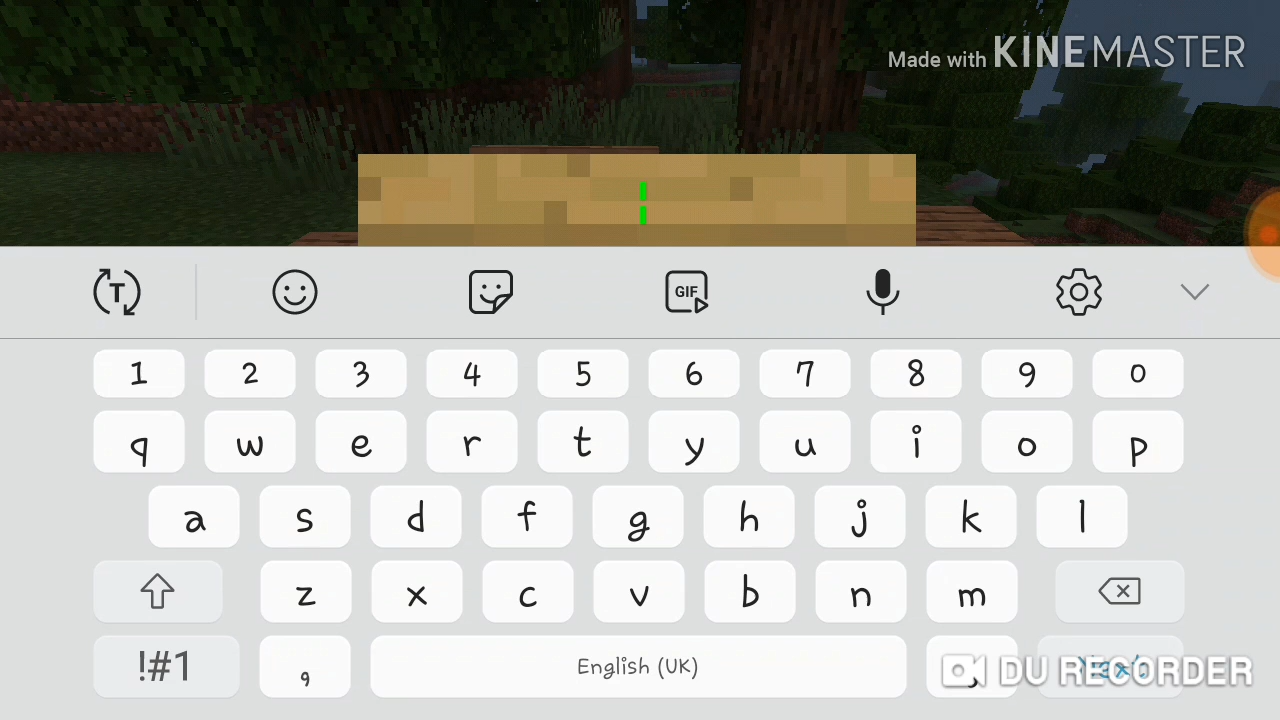 Made with KINEMASTER
T GIF
1 2 3 4 5 6 7 8 9 0
q w e r t y u i o p
a s d f g h j k l
z x c v b n m
!#1 , English (UK) . Next
DU RECORDER